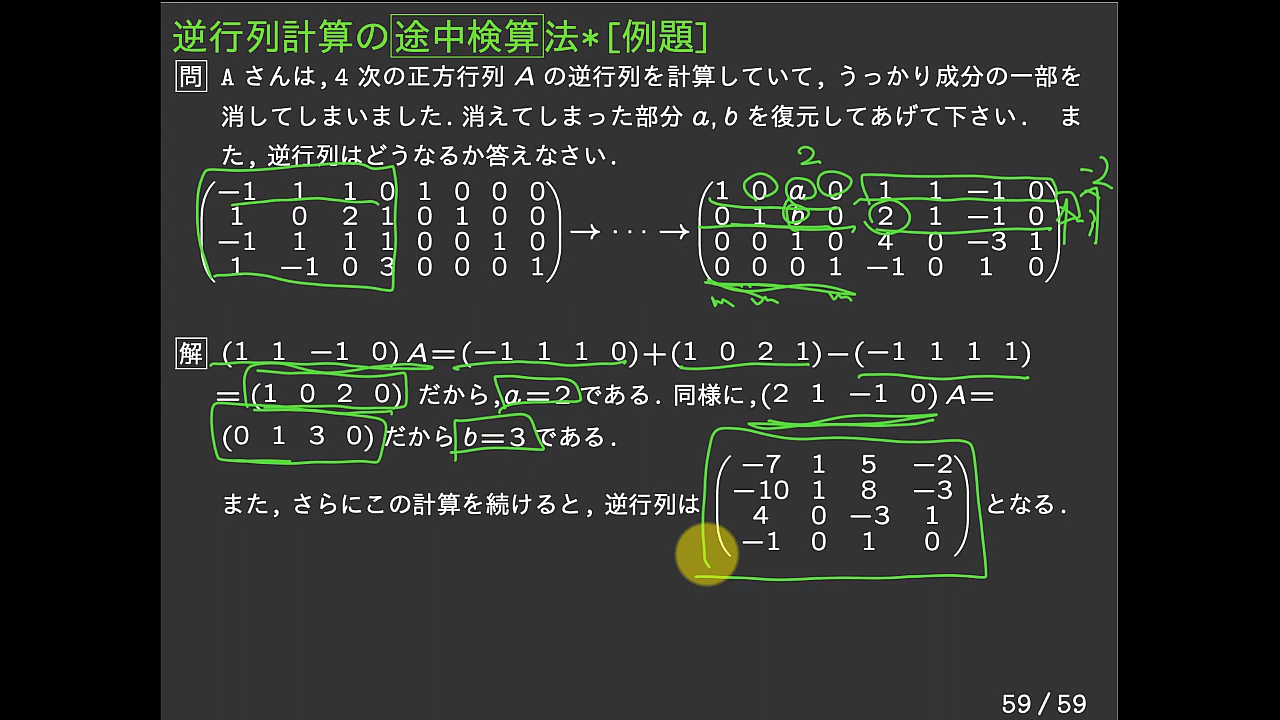 逆行列計算の途中検算法*[例題]
問 A さんは,4 次の正方行列 A の逆行列を計算していて, うっかり成分の一部を
消してしまいました. 消えてしまった部分 a, b を復元してあげて下さい. ま
た, 逆行列はどうなるか答えなさい.
2
-2
(−1 1 1 0 1 0 0 0
1 0 2 1 0 1 0 0
−1 1 1 1 0 0 1 0
1 −1 0 3 0 0 0 1) → ··· → (1 0 a 0 1 1 −1 0
0 1 b 0 2 1 −1 0
0 0 1 0 4 0 −3 1
0 0 0 1 −1 0 1 0)
解 (1 1 −1 0) A=(−1 1 1 0)+(1 0 2 1)−(−1 1 1 1)
=(1 0 2 0) だから, a=2 である. 同様に, (2 1 −1 0) A=
(0 1 3 0) だから b=3 である.
また, さらにこの計算を続けると, 逆行列は (−7 1 5 −2
−10 1 8 −3
4 0 −3 1
−1 0 1 0) となる.
59/59